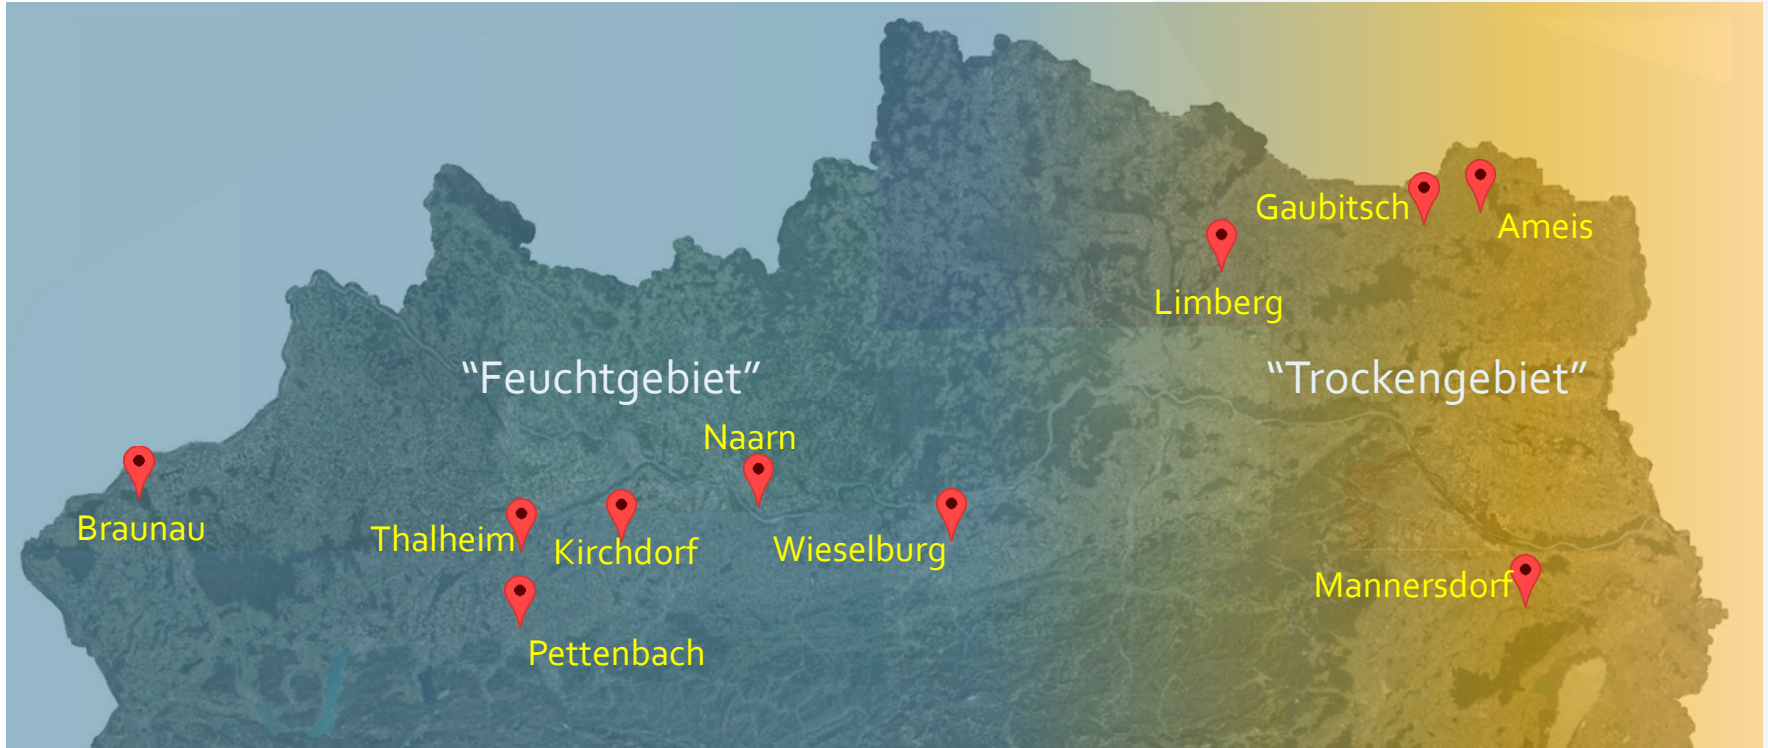 Gaubitsch
Ameis
Limberg
“Feuchtgebiet”
“Trockengebiet”
Naarn
Braunau
Thalheim
Kirchdorf
Wieselburg
Mannersdorf
Pettenbach